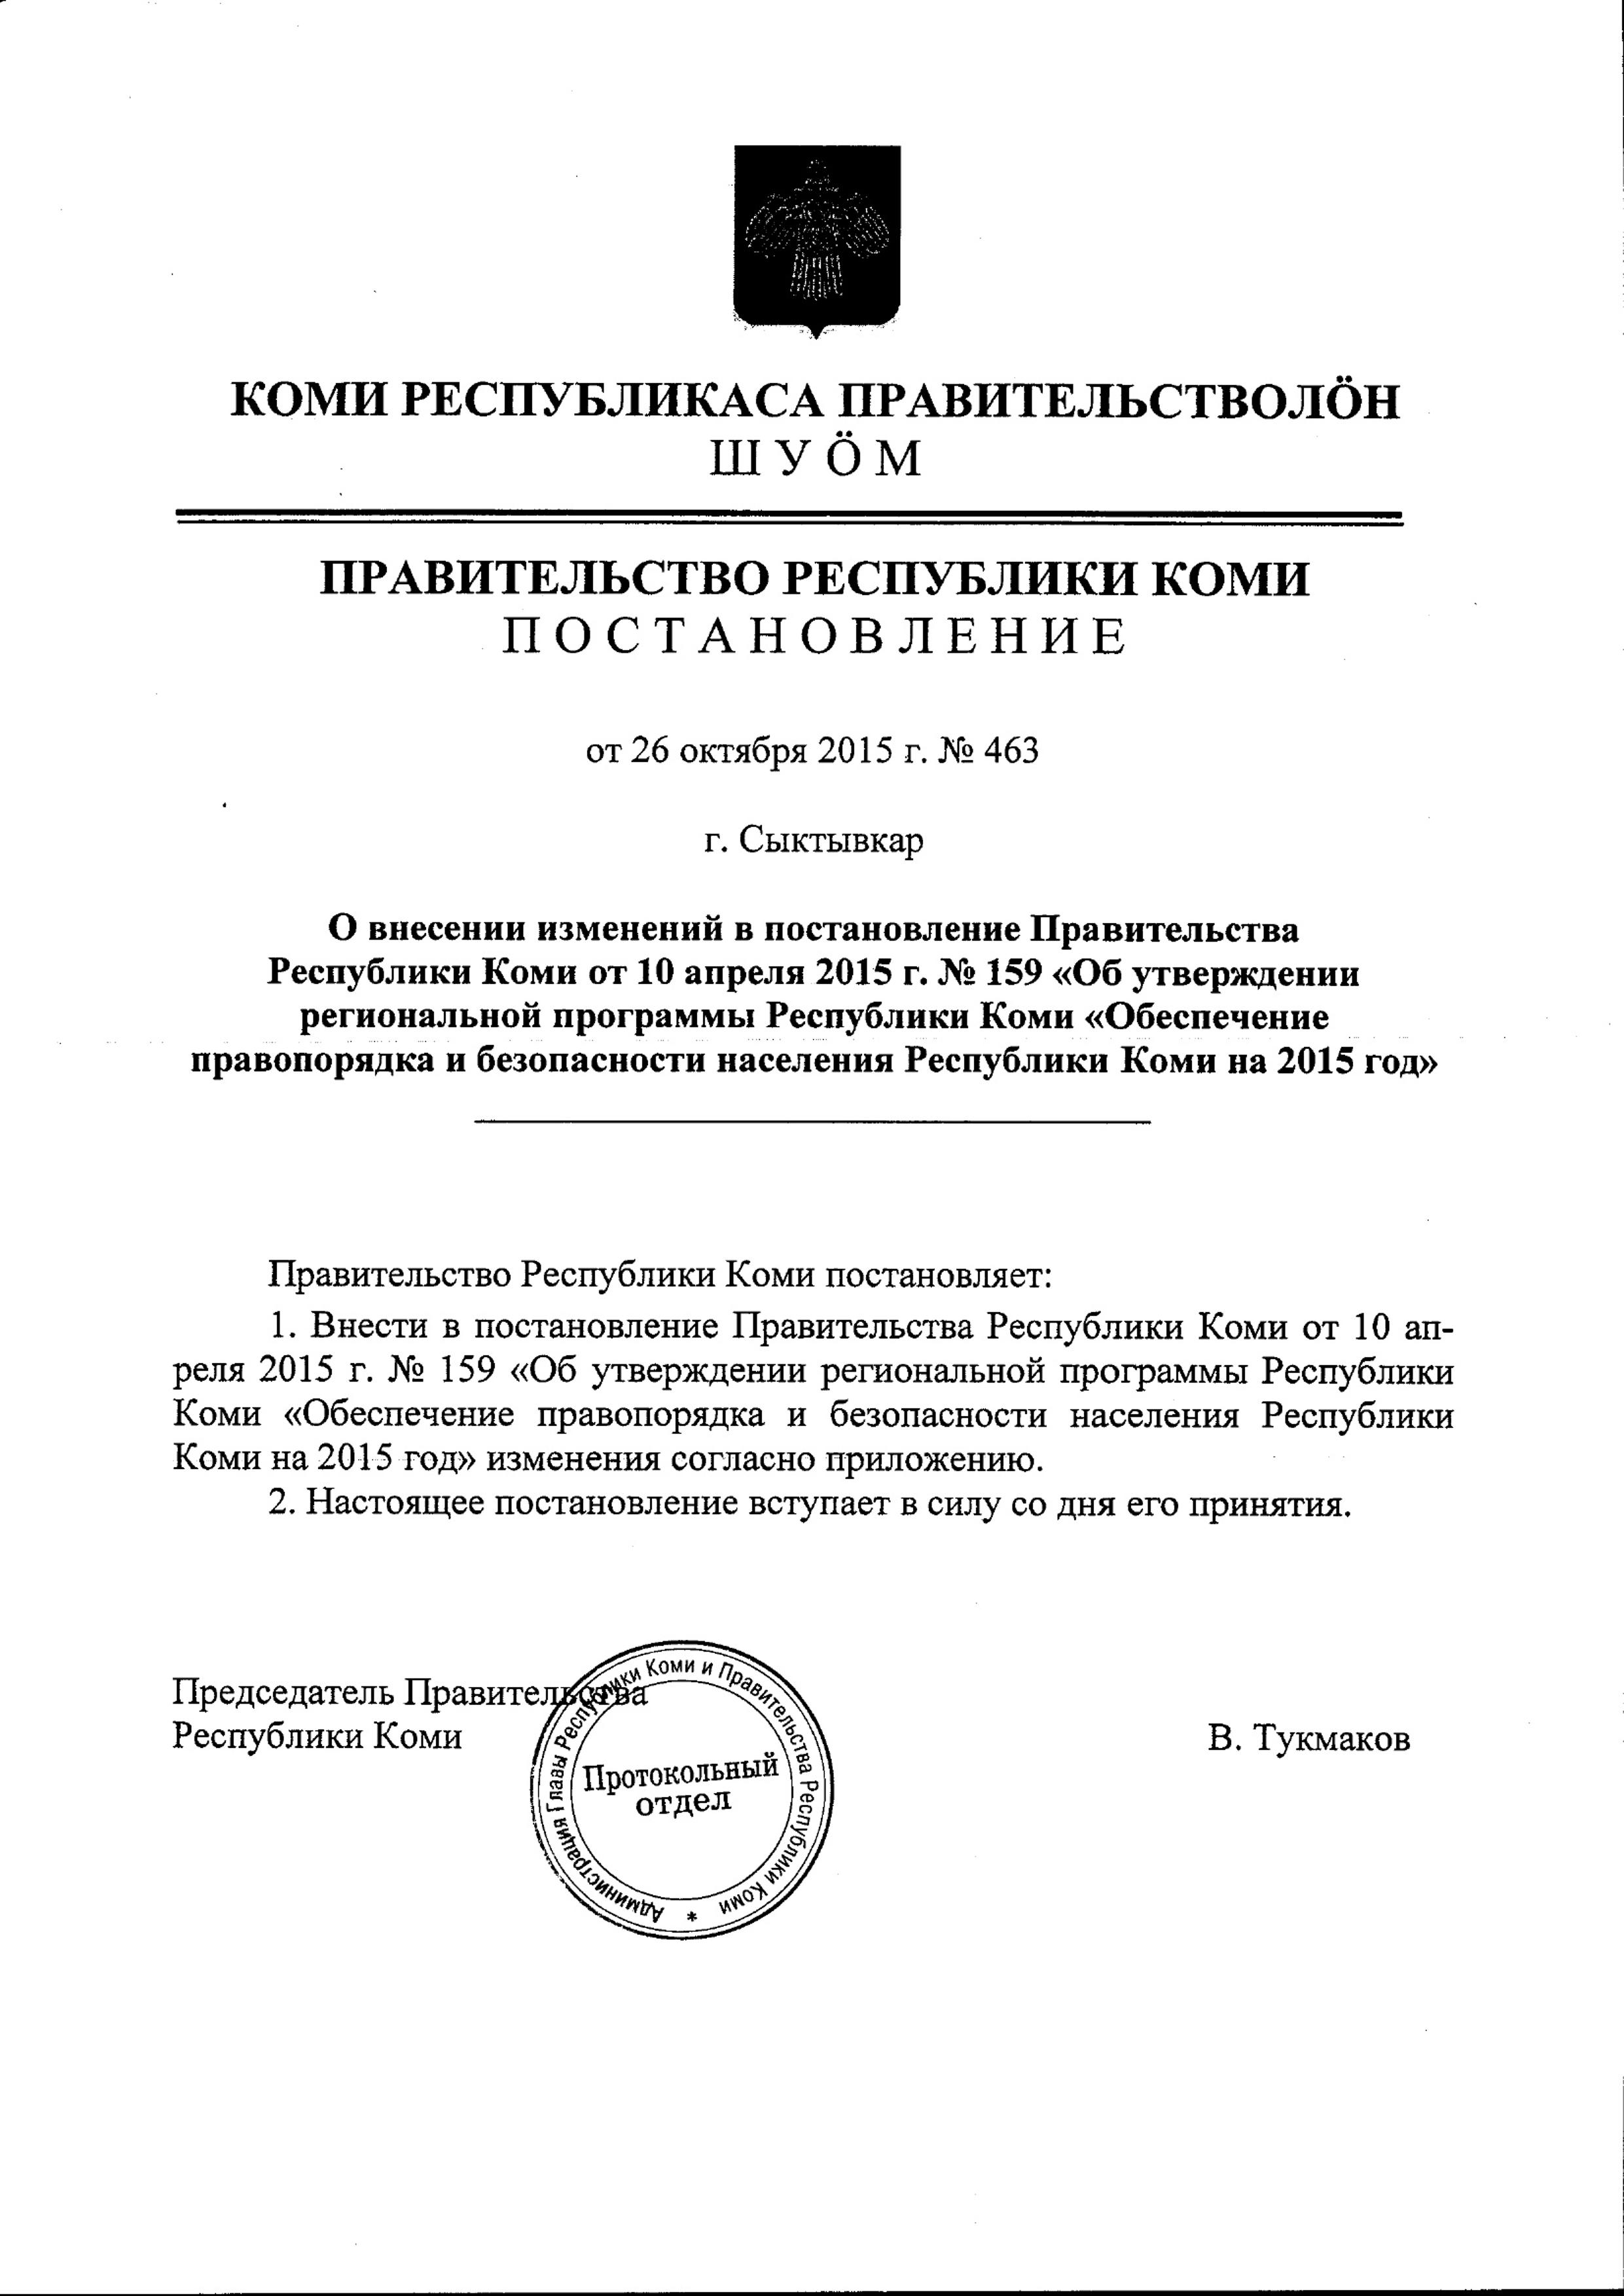 КОМИ РЕСПУБЛИКАСА ПРАВИТЕЛЬСТВОЛӦН
ШУӦМ
ПРАВИТЕЛЬСТВО РЕСПУБЛИКИ КОМИ
ПОСТАНОВЛЕНИЕ
от 26 октября 2015 г. № 463
г. Сыктывкар
О внесении изменений в постановление Правительства
Республики Коми от 10 апреля 2015 г. № 159 «Об утверждении
региональной программы Республики Коми «Обеспечение
правопорядка и безопасности населения Республики Коми на 2015 год»
Правительство Республики Коми постановляет:
1. Внести в постановление Правительства Республики Коми от 10 ап-
реля 2015 г. № 159 «Об утверждении региональной программы Республики
Коми «Обеспечение правопорядка и безопасности населения Республики
Коми на 2015 год» изменения согласно приложению.
2. Настоящее постановление вступает в силу со дня его принятия.
Председатель Правительства
Республики Коми
В. Тукмаков
Администрация Главы Республики Коми и Правительства Республики Коми *
Протокольный
отдел